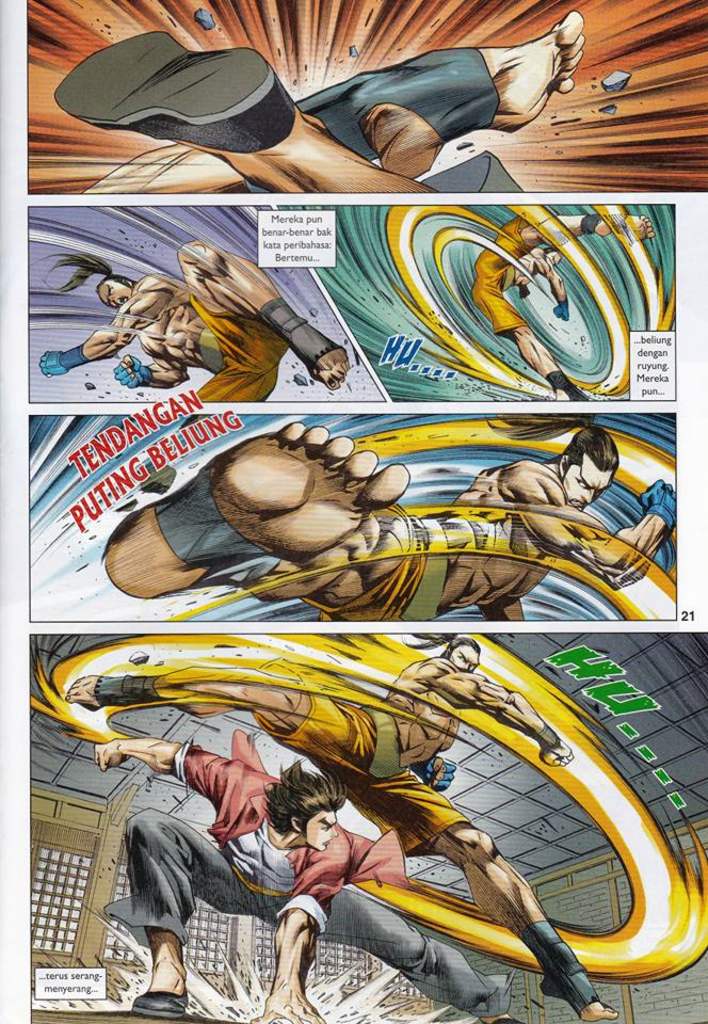 Mereka pun
benar-benar bak
kata peribahasa:
Bertemu...
HU.....
...beliung
dengan
ruyung.
Mereka
pun...
TENDANGAN
PUTING BELIUNG
21
HU.....
...terus serang-
menyerang...